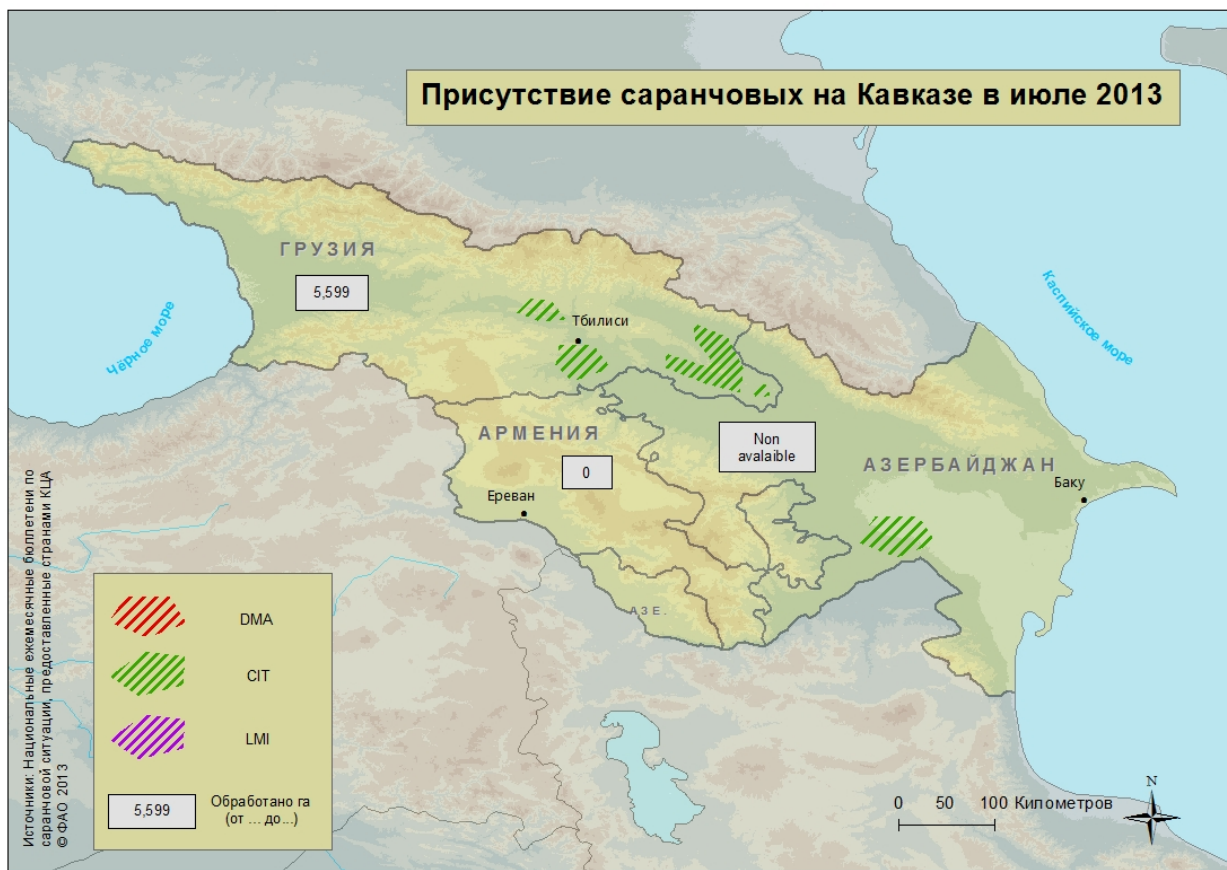 Присутствие саранчовых на Кавказе в июле 2013
ГРУЗИЯ
5,599
Тбилиси
Чёрное море
Каспийское море
АРМЕНИЯ
0
Ереван
Non
avalaible
АЗЕРБАЙДЖАН
Баку
АЗЕ.
DMA
CIT
LMI
5,599
Обработано га
(от ... до...)
0 50 100 Километров
N
Источники: Национальные ежемесячные бюллетени по
саранчовой ситуации, предоставленные странами КЦА
© ФАО 2013